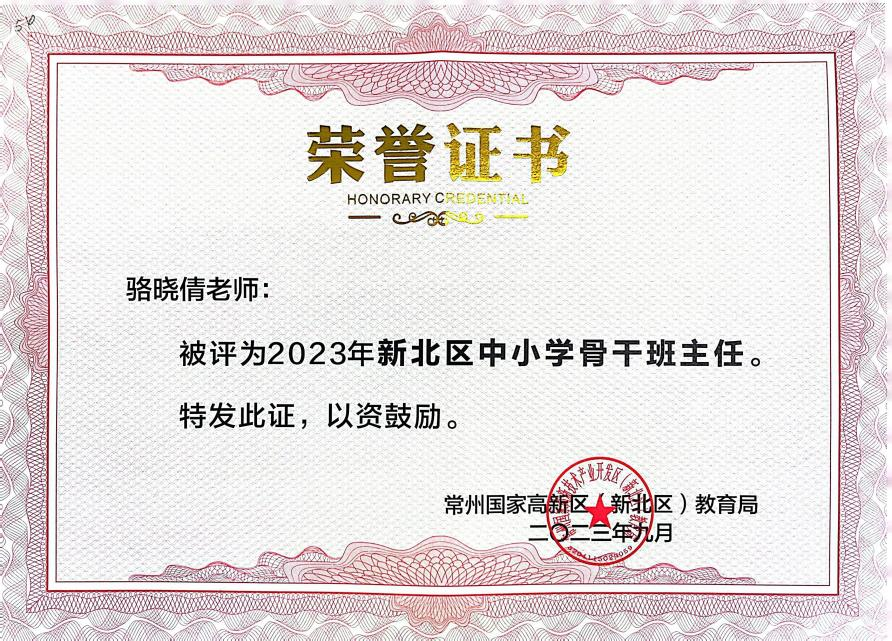 50
荣誉证书
HONORARY CREDENTIAL
骆晓倩老师：
被评为2023年新北区中小学骨干班主任。
特发此证，以资鼓励。
常州国家高新区（新北区）教育局
二〇二三年九月